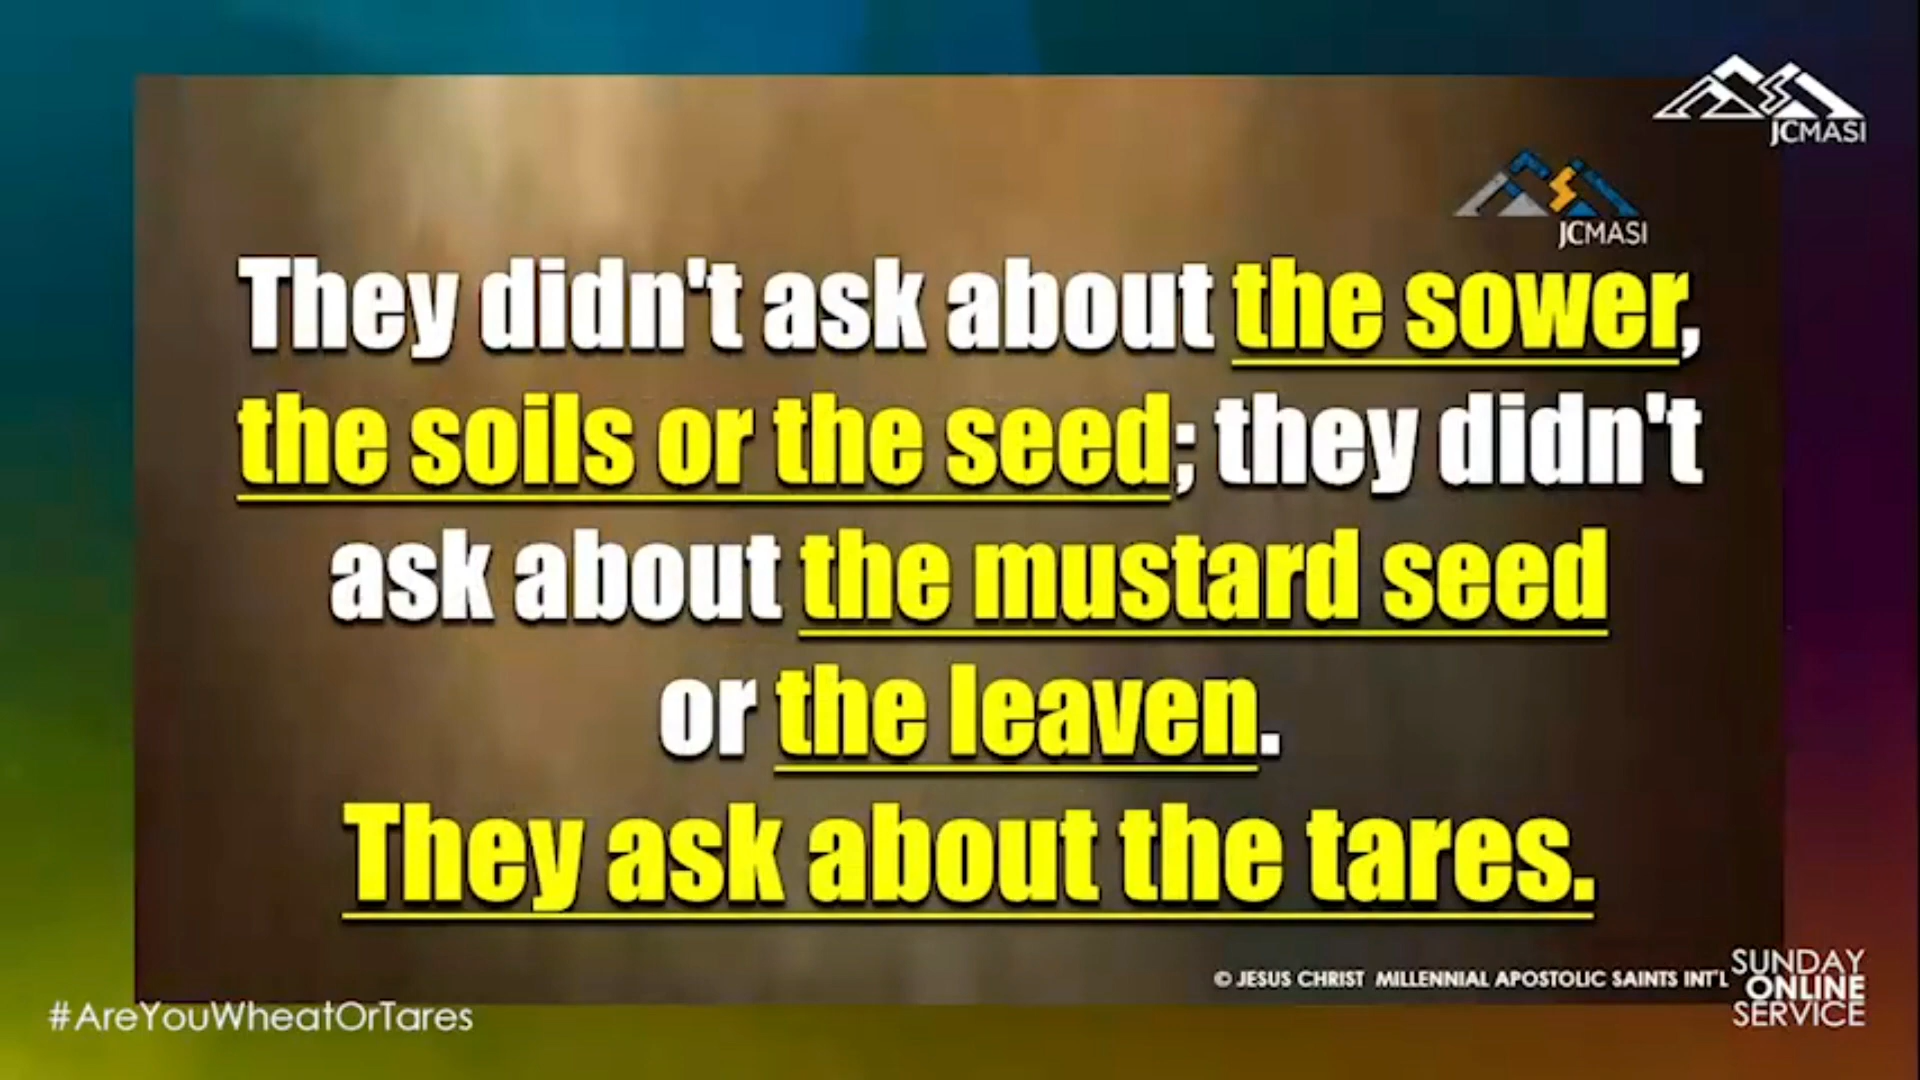 JCMASI
JCMASI
They didn't ask about the sower,
the soils or the seed; they didn't
ask about the mustard seed
or the leaven.
They ask about the tares.
© JESUS CHRIST MILLENNIAL APOSTOLIC SAINTS INT'L
SUNDAY
ONLINE
SERVICE
#AreYouWheatOrTares